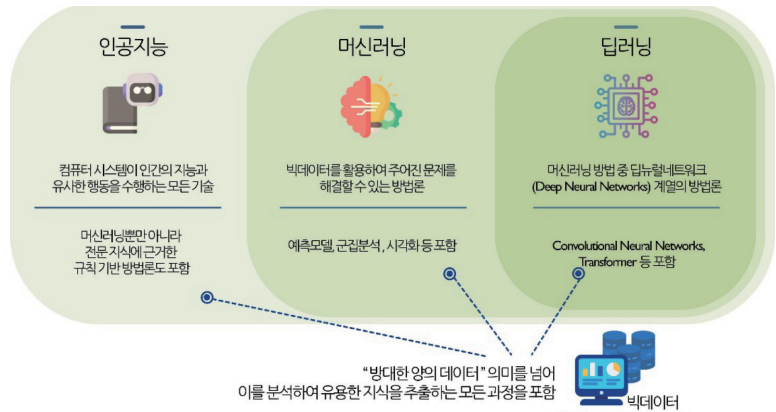 인공지능
컴퓨터 시스템이 인간의 지능과
유사한 행동을 수행하는 모든 기술
머신러닝뿐만 아니라
전문 지식에 근거한
규칙 기반 방법론도 포함
머신러닝
빅데이터를 활용하여 주어진 문제를
해결할 수 있는 방법론
예측모델, 군집분석, 시각화 등 포함
딥러닝
머신러닝 방법 중 딥뉴럴네트워크
(Deep Neural Networks) 계열의 방법론
Convolutional Neural Networks,
Transformer 등 포함
“방대한 양의 데이터” 의미를 넘어
이를 분석하여 유용한 지식을 추출하는 모든 과정을 포함
빅데이터